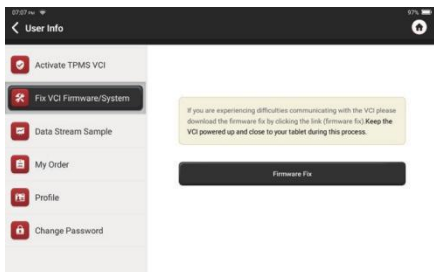 07:07 PM
97%
User Info
Activate TPMS VCI
Fix VCI Firmware/System
Data Stream Sample
My Order
Profile
Change Password
If you are experiencing difficulties communicating with the VCI please
download the firmware fix by clicking the link (firmware fix).Keep the
VCI powered up and close to your tablet during this process.
Firmware Fix